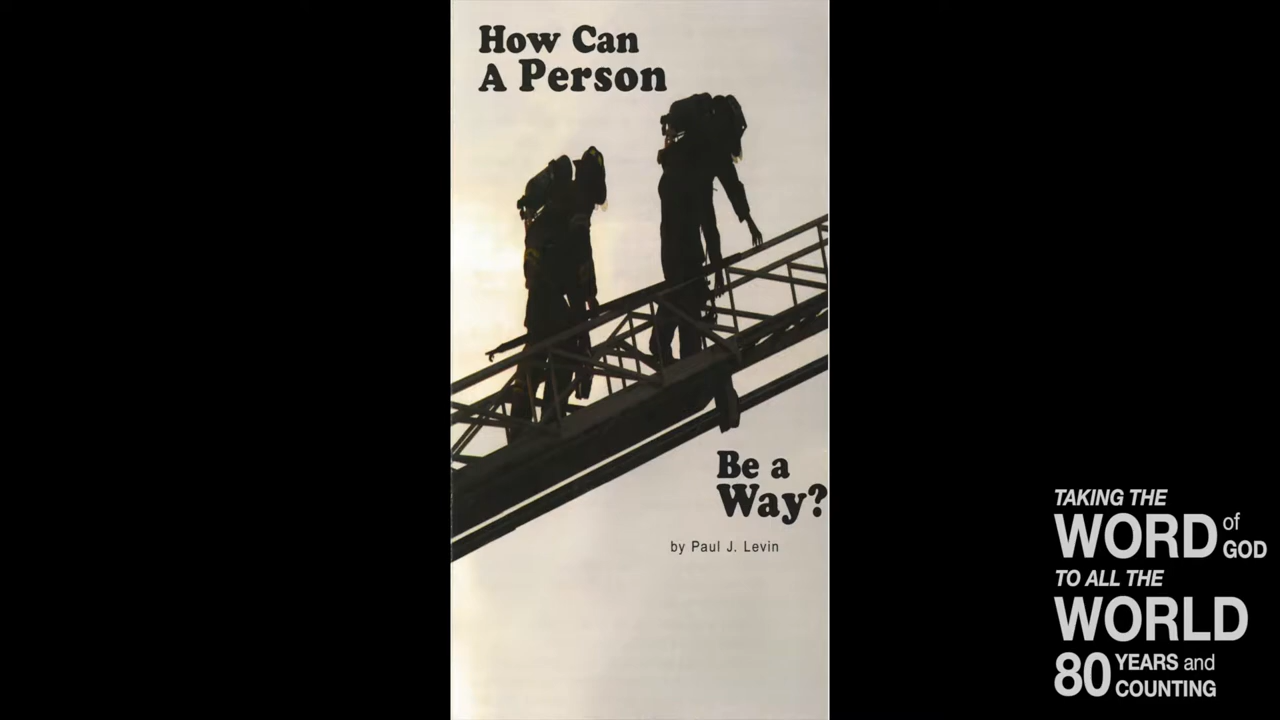 How Can
A Person
Be a
Way?
by Paul J. Levin
TAKING THE
WORD of GOD
TO ALL THE
WORLD
80 YEARS and COUNTING